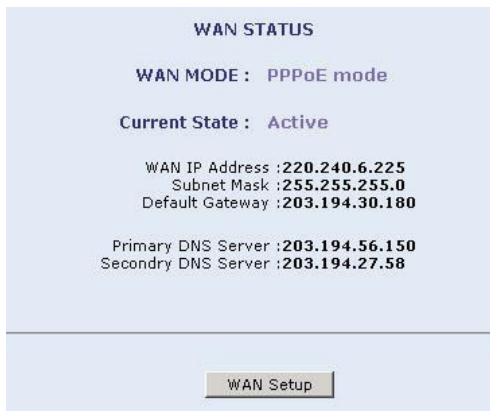 WAN STATUS
WAN MODE : PPPoE mode
Current State : Active
WAN IP Address :220.240.6.225
Subnet Mask :255.255.255.0
Default Gateway :203.194.30.180
Primary DNS Server :203.194.56.150
Secondry DNS Server :203.194.27.58
WAN Setup